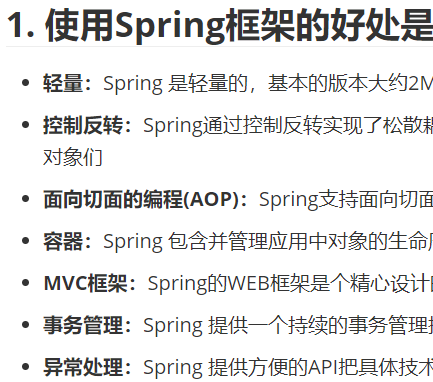 1. 使用Spring框架的好处是
• 轻量：Spring 是轻量的，基本的版本大约2M
• 控制反转：Spring通过控制反转实现了松散
对象们
• 面向切面的编程(AOP)：Spring支持面向切面
• 容器：Spring 包含并管理应用中对象的生命
• MVC框架：Spring的WEB框架是个精心设计
• 事务管理：Spring 提供一个持续的事务管理
• 异常处理：Spring 提供方便的API把具体技术